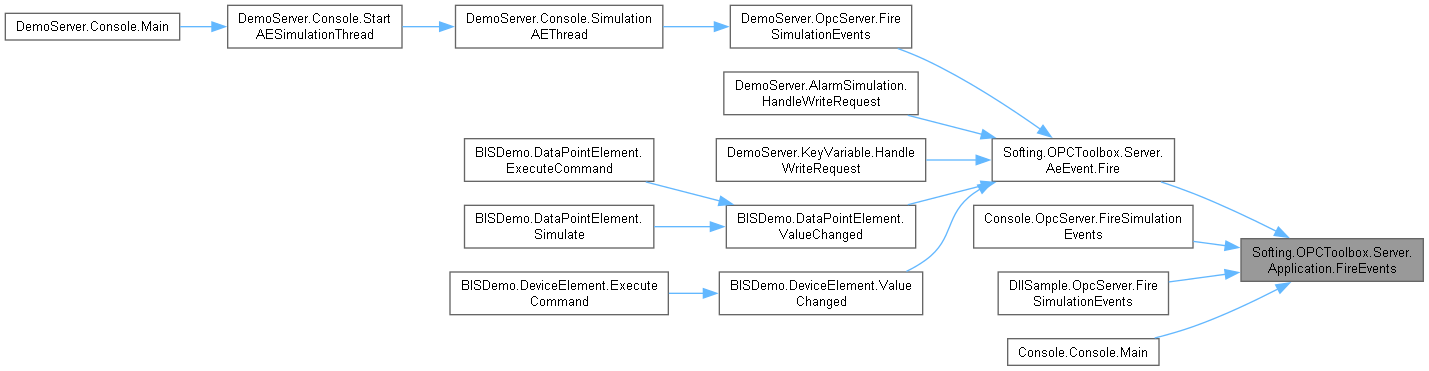 DemoServer.Console.Main
DemoServer.Console.Start
AESimulationThread
DemoServer.Console.Simulation
AEThread
DemoServer.OpcServer.Fire
SimulationEvents
DemoServer.AlarmSimulation.
HandleWriteRequest
BISDemo.DataPointElement.
ExecuteCommand
DemoServer.KeyVariable.Handle
WriteRequest
Softing.OPCToolbox.Server.
AeEvent.Fire
BISDemo.DataPointElement.
Simulate
BISDemo.DataPointElement.
ValueChanged
Console.OpcServer.FireSimulation
Events
Softing.OPCToolbox.Server.
Application.FireEvents
BISDemo.DeviceElement.Execute
Command
BISDemo.DeviceElement.Value
Changed
DllSample.OpcServer.Fire
SimulationEvents
Console.Console.Main